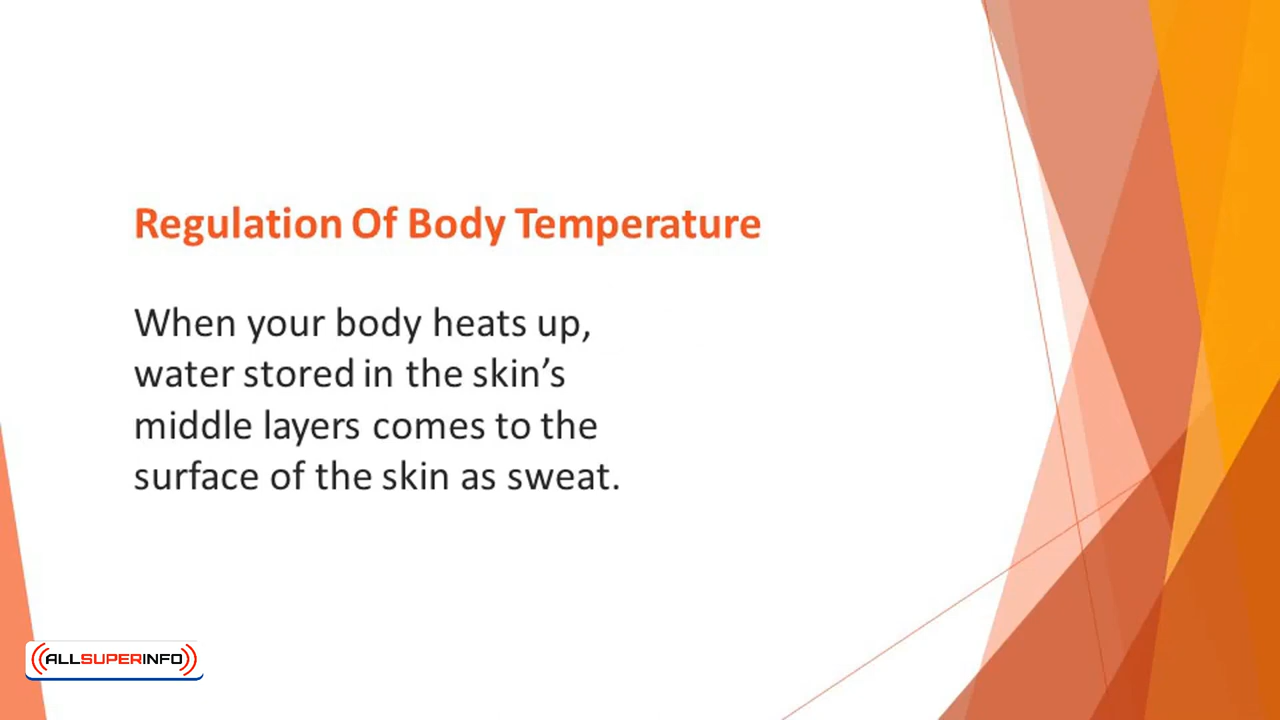 Regulation Of Body Temperature
When your body heats up,
water stored in the skin’s
middle layers comes to the
surface of the skin as sweat.
ALLSUPERINFO